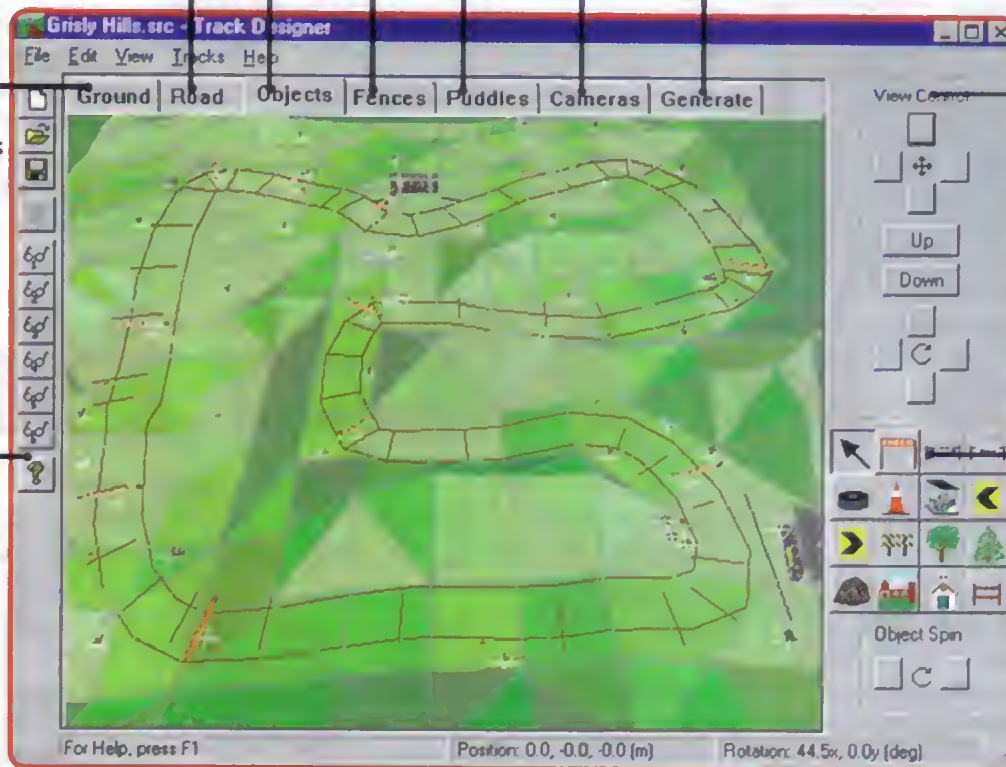 Grisly Hills.src - Track Designer
File Edit View Tracks Help
Ground Road Objects Fences Puddles Cameras Generate
View Control
Up
Down
Object Spin
For Help, press F1
Position: 0.0, -0.0, -0.0 (m)
Rotation: 44.5x, 0.0y (deg)